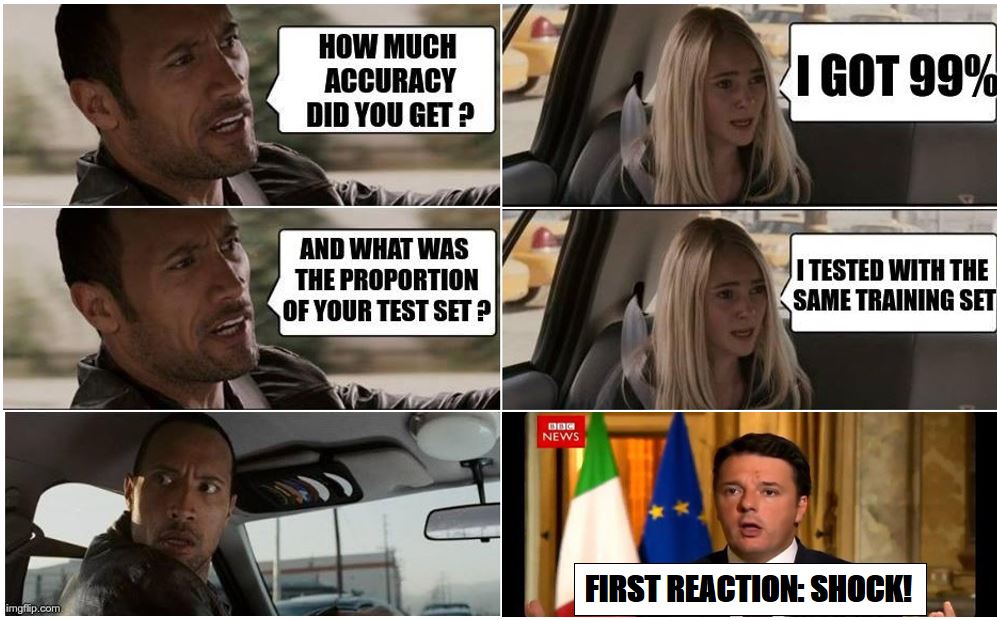 HOW MUCH
ACCURACY
DID YOU GET ?
I GOT 99%
AND WHAT WAS
THE PROPORTION
OF YOUR TEST SET ?
I TESTED WITH THE
SAME TRAINING SET
BBC
NEWS
FIRST REACTION: SHOCK!
imgflip.com